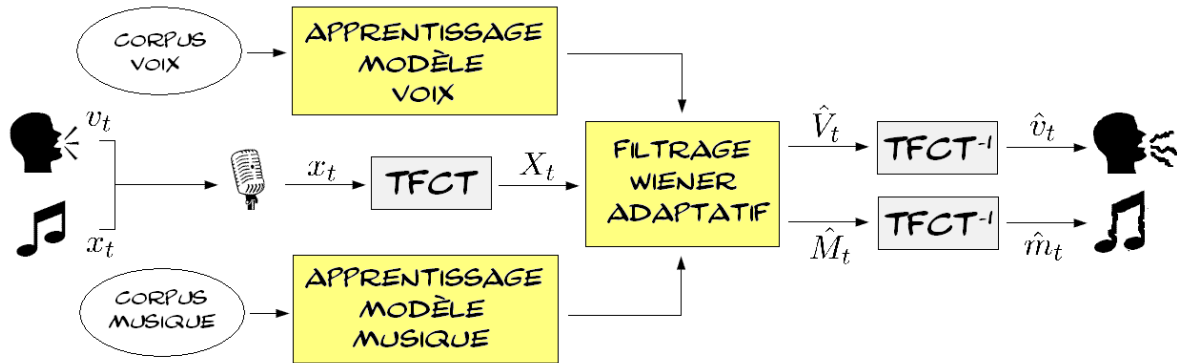 CORPUS
VOIX
APPRENTISSAGE
MODÈLE
VOIX
v_t
x_t
x_t
TFCT
X_t
FILTRAGE
WIENER
ADAPTATIF
V̂_t
TFCT⁻¹
v̂_t
M̂_t
TFCT⁻¹
m̂_t
CORPUS
MUSIQUE
APPRENTISSAGE
MODÈLE
MUSIQUE